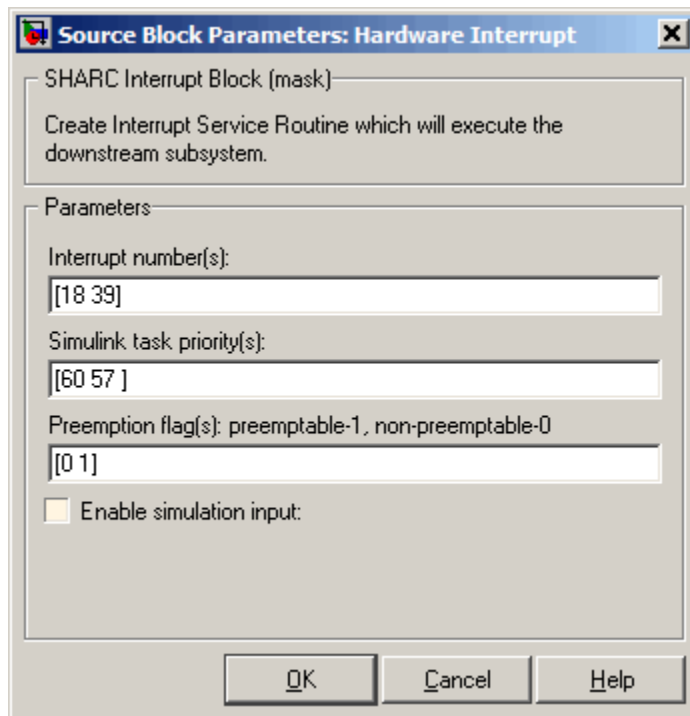 Source Block Parameters: Hardware Interrupt
SHARC Interrupt Block (mask)
Create Interrupt Service Routine which will execute the
downstream subsystem.
Parameters
Interrupt number(s):
[18 39]
Simulink task priority(s):
[60 57 ]
Preemption flag(s): preemptable-1, non-preemptable-0
[0 1]
Enable simulation input:
OK Cancel Help